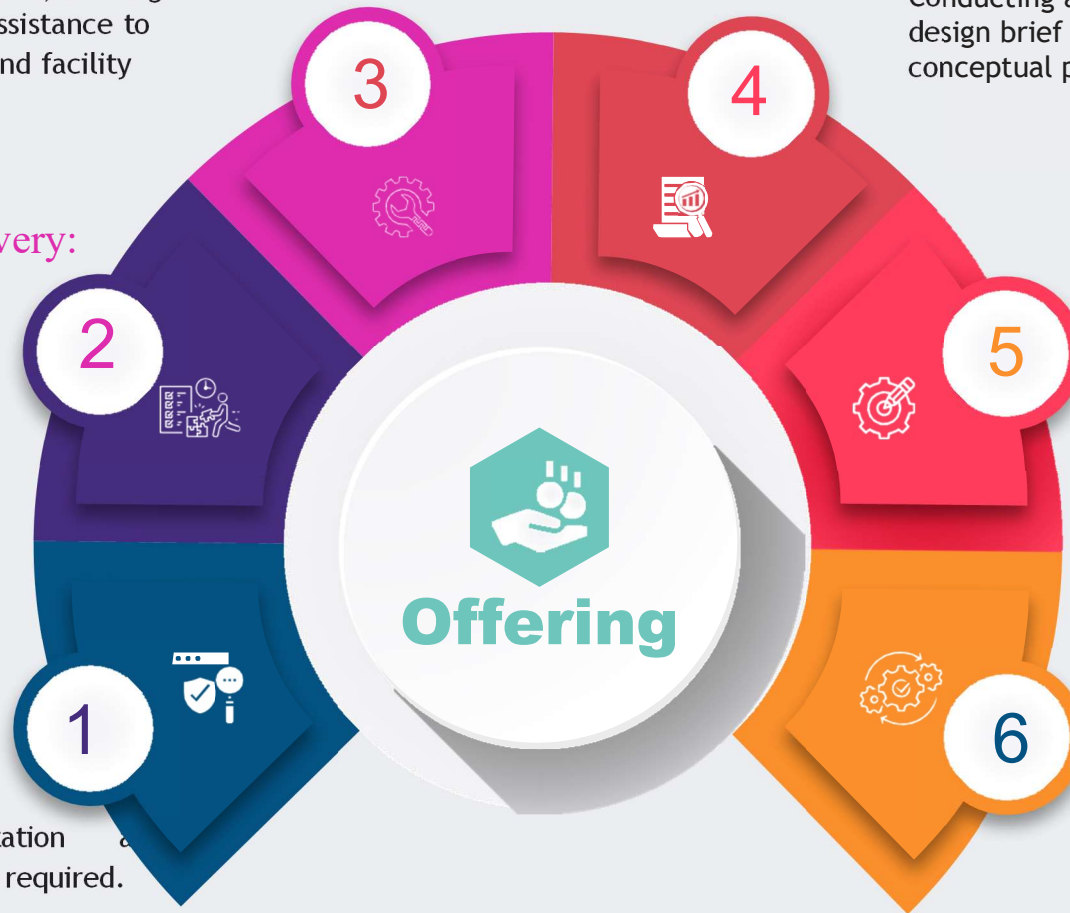 ssistance to
nd facility
design brief
conceptual p
3
4
very:
2
5
Offering
1
6
ation
required.